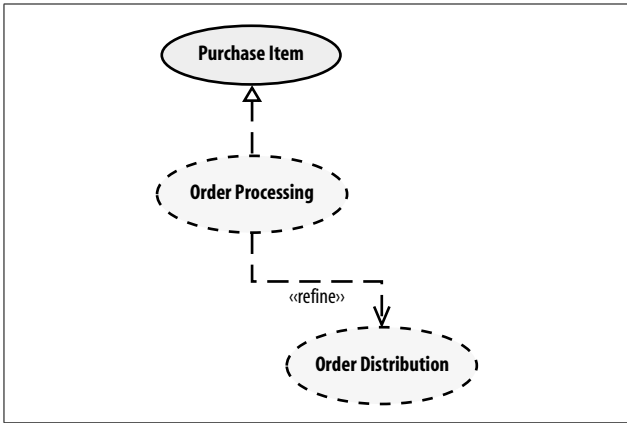 Purchase Item
Order Processing
‹‹refine››
Order Distribution